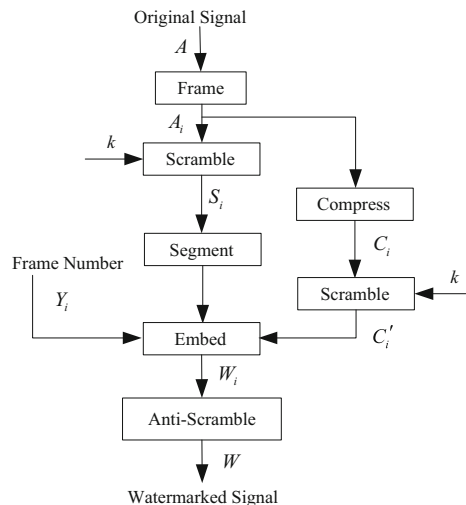 Original Signal
A
Frame
A_i
k
Scramble
S_i
Compress
Segment
C_i
Frame Number
Scramble
k
Y_i
Embed
C_i′
W_i
Anti-Scramble
W
Watermarked Signal